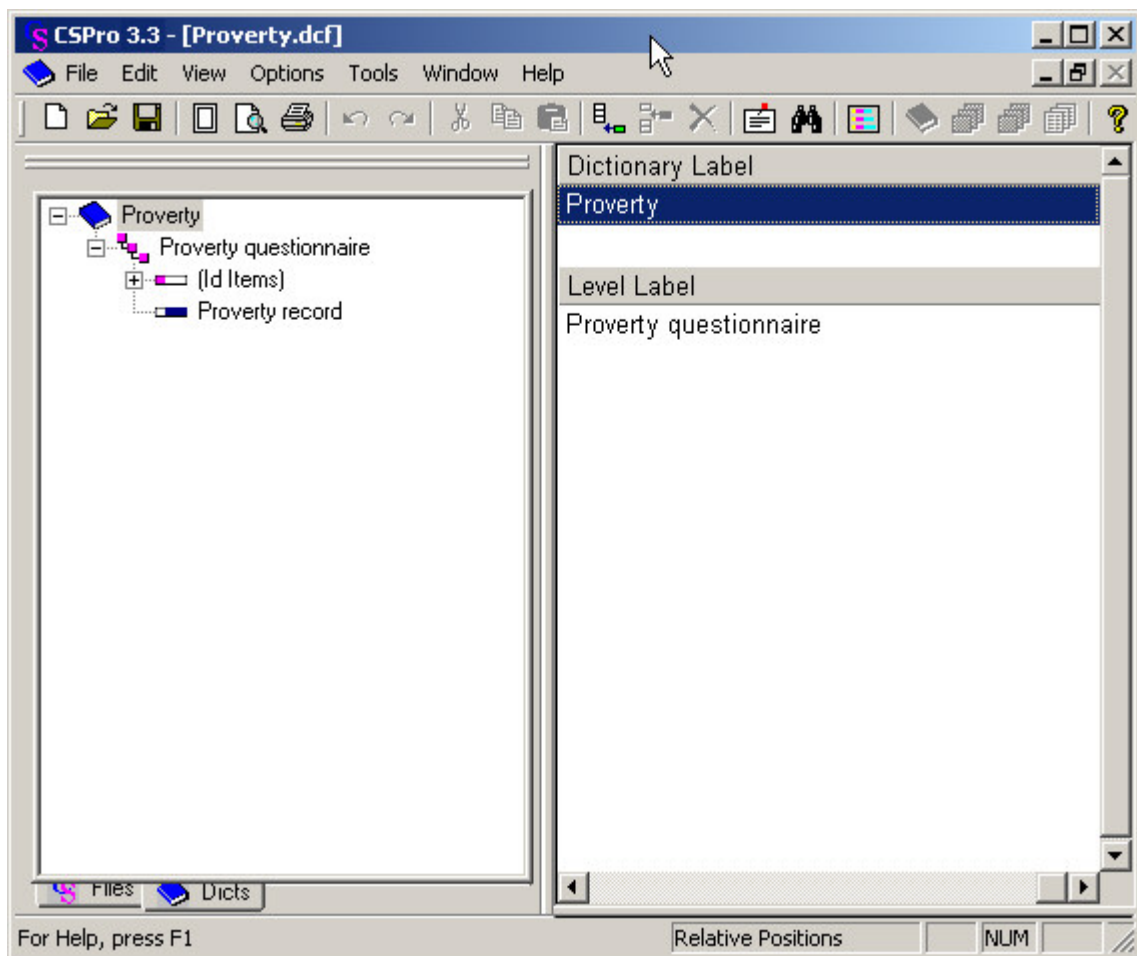 CSPro 3.3 - [Proverty.dcf]
File Edit View Options Tools Window Help
Dictionary Label
Proverty
Level Label
Proverty questionnaire
Proverty
Proverty questionnaire
(Id Items)
Proverty record
Files Dicts
For Help, press F1 Relative Positions NUM